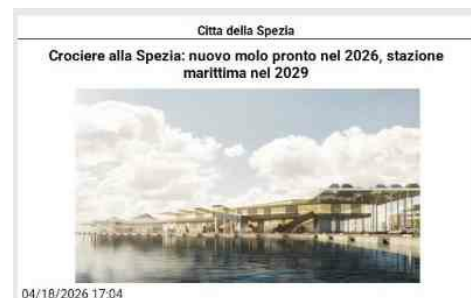 Citta della Spezia
Crociere alla Spezia: nuovo molo pronto nel 2026, stazione
marittima nel 2029
04/18/2026 17:04